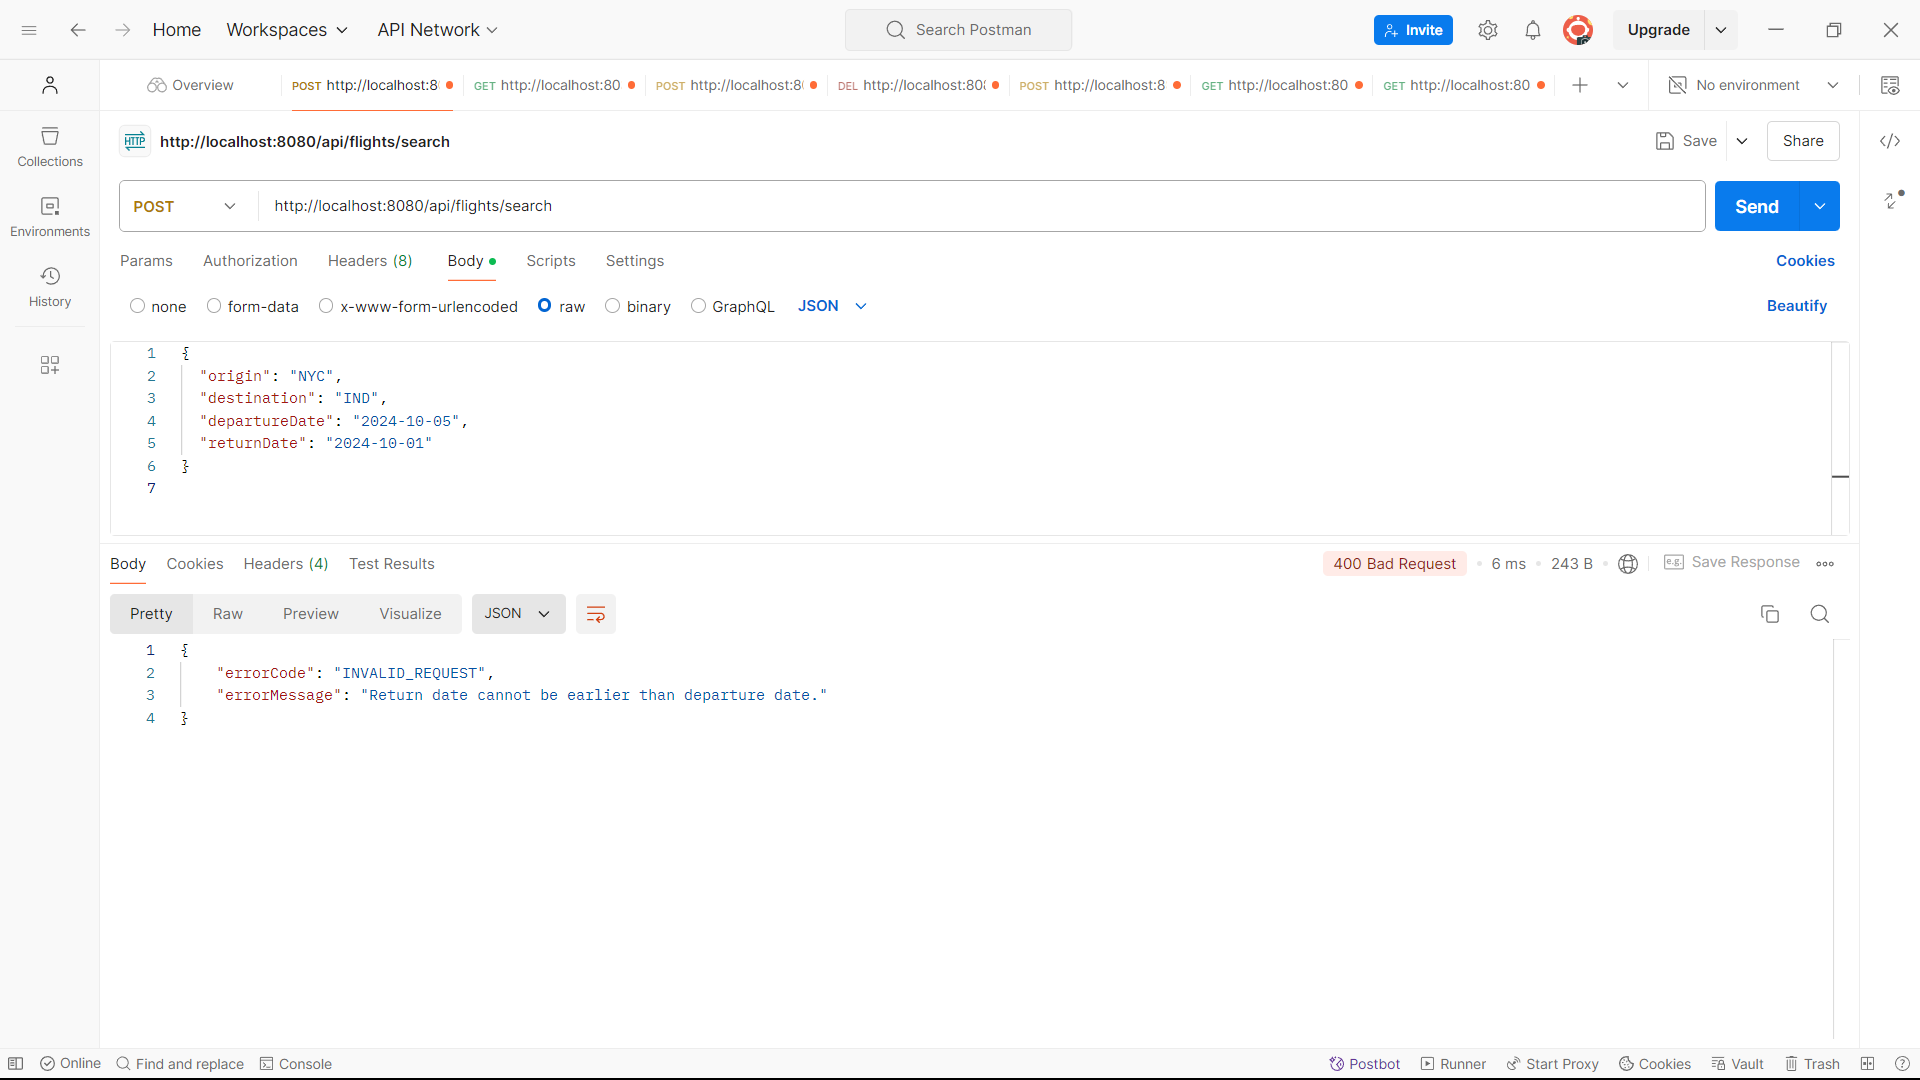 Home Workspaces API Network Search Postman Invite Upgrade
Overview POST http://localhost:8 GET http://localhost:80 POST http://localhost:8 DEL http://localhost:80 POST http://localhost:8 GET http://localhost:80 GET http://localhost:80 No environment
HTTP http://localhost:8080/api/flights/search Save Share
Collections
Environments
History
POST http://localhost:8080/api/flights/search Send
Params Authorization Headers (8) Body Scripts Settings Cookies
none form-data x-www-form-urlencoded raw binary GraphQL JSON Beautify
1 {
2 "origin": "NYC",
3 "destination": "IND",
4 "departureDate": "2024-10-05",
5 "returnDate": "2024-10-01"
6 }
7
Body Cookies Headers (4) Test Results 400 Bad Request 6 ms 243 B e.g. Save Response
Pretty Raw Preview Visualize JSON
1 {
2 "errorCode": "INVALID_REQUEST",
3 "errorMessage": "Return date cannot be earlier than departure date."
4 }
Online Find and replace Console Postbot Runner Start Proxy Cookies Vault Trash